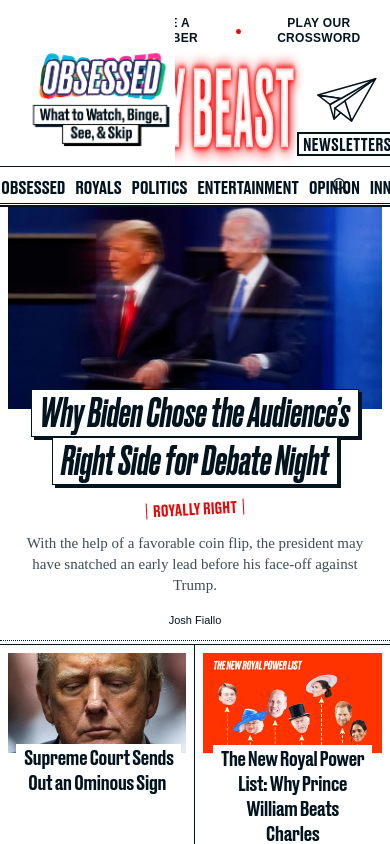 PLAY OUR
CROSSWORD
OBSESSED
What to Watch, Binge,
See, & Skip
BEAST
NEWSLETTERS
OBSESSED ROYALS POLITICS ENTERTAINMENT OPINION INN
Why Biden Chose the Audience's
Right Side for Debate Night
ROYALLY RIGHT
With the help of a favorable coin flip, the president may
have snatched an early lead before his face-off against
Trump.
Josh Fiallo
Supreme Court Sends
Out an Ominous Sign
THE NEW ROYAL POWER LIST
The New Royal Power
List: Why Prince
William Beats
Charles